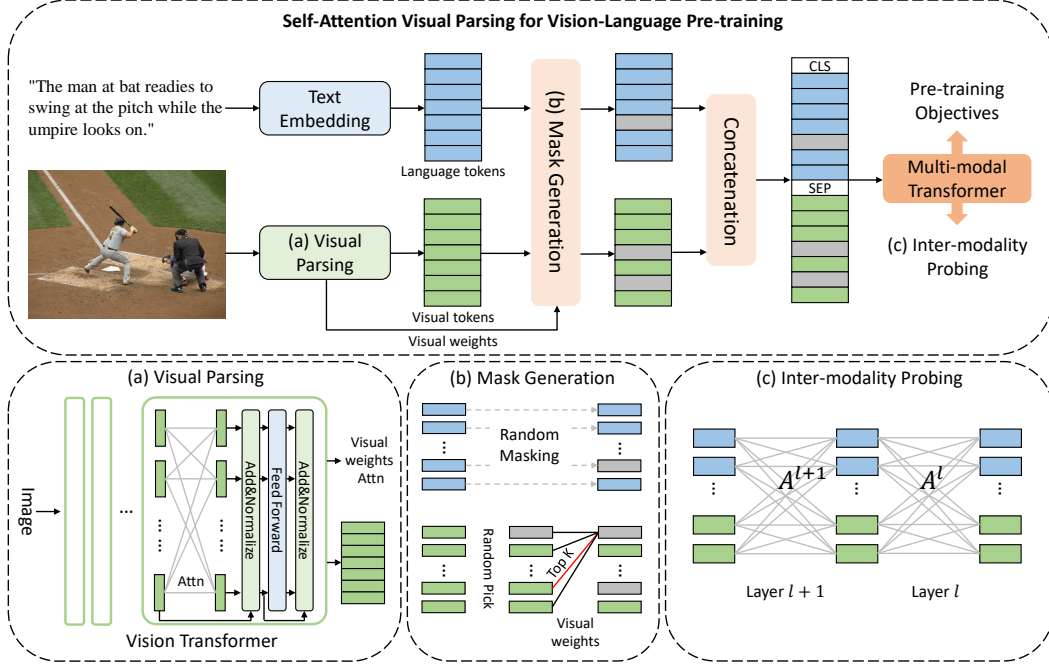 Self-Attention Visual Parsing for Vision-Language Pre-training
"The man at bat readies to
swing at the pitch while the
umpire looks on."
Text
Embedding
Language tokens
(b) Mask Generation
Concatenation
CLS
SEP
Pre-training
Objectives
Multi-modal
Transformer
(c) Inter-modality
Probing
(a) Visual
Parsing
Visual tokens
Visual weights
(a) Visual Parsing
Image
...
Attn
Add&Normalize
Feed Forward
Add&Normalize
Visual
weights
Attn
Vision Transformer
(b) Mask Generation
Random
Masking
Random Pick
Top K
Visual
weights
(c) Inter-modality Probing
A^{l+1}
A^l
Layer l + 1
Layer l